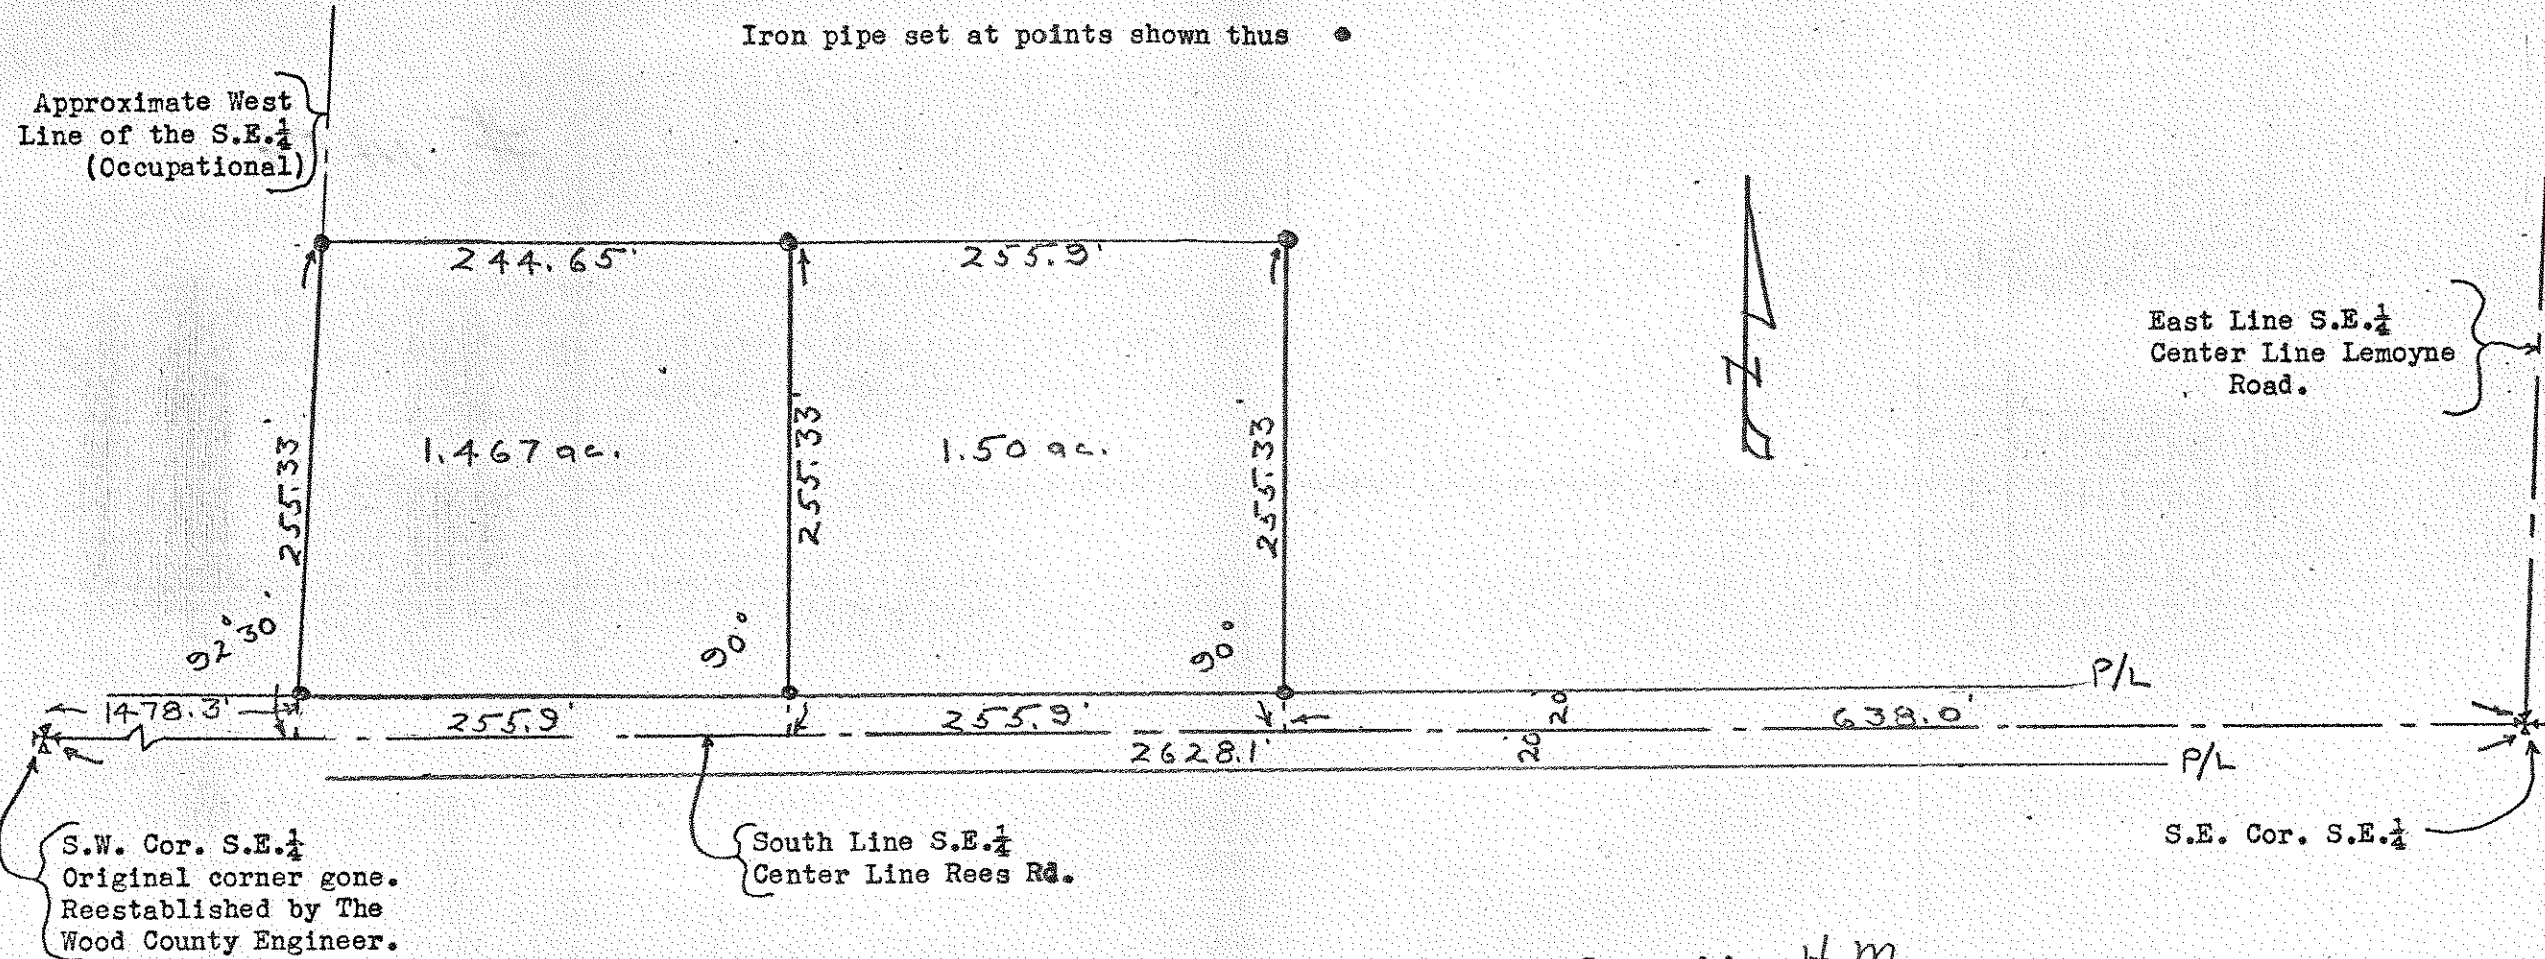 Iron pipe set at points shown thus
Approximate West
Line of the S.E.¼
(Occupational)
244.65'
255.9'
N
East Line S.E.¼
Center Line Lemoyne
Road.
255.33'
1.467 ac.
255.33'
1.50 ac.
255.33'
92°30'
90°
90°
P/L
1478.3'
255.9'
255.9'
20
638.0'
2628.1'
20
P/L
S.W. Cor. S.E.¼
Original corner gone.
Reestablished by The
Wood County Engineer.
South Line S.E.¼
Center Line Rees Rd.
S.E. Cor. S.E.¼